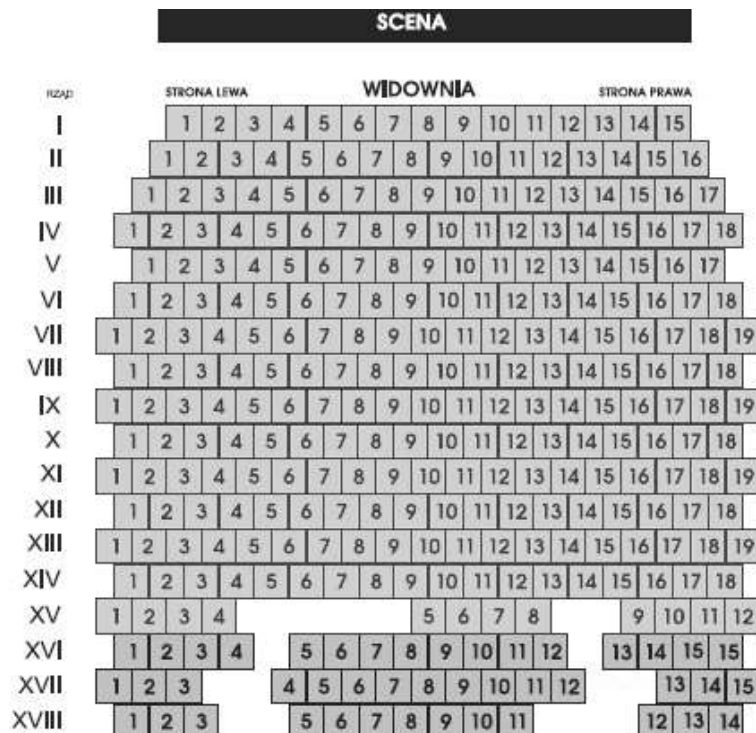 SCENA
RZĄD STRONA LEWA WIDOWNIA STRONA PRAWA
I 1 2 3 4 5 6 7 8 9 10 11 12 13 14 15
II 1 2 3 4 5 6 7 8 9 10 11 12 13 14 15 16
III 1 2 3 4 5 6 7 8 9 10 11 12 13 14 15 16 17
IV 1 2 3 4 5 6 7 8 9 10 11 12 13 14 15 16 17 18
V 1 2 3 4 5 6 7 8 9 10 11 12 13 14 15 16 17
VI 1 2 3 4 5 6 7 8 9 10 11 12 13 14 15 16 17 18
VII 1 2 3 4 5 6 7 8 9 10 11 12 13 14 15 16 17 18 19
VIII 1 2 3 4 5 6 7 8 9 10 11 12 13 14 15 16 17 18
IX 1 2 3 4 5 6 7 8 9 10 11 12 13 14 15 16 17 18 19
X 1 2 3 4 5 6 7 8 9 10 11 12 13 14 15 16 17 18
XI 1 2 3 4 5 6 7 8 9 10 11 12 13 14 15 16 17 18 19
XII 1 2 3 4 5 6 7 8 9 10 11 12 13 14 15 16 17 18
XIII 1 2 3 4 5 6 7 8 9 10 11 12 13 14 15 16 17 18 19
XIV 1 2 3 4 5 6 7 8 9 10 11 12 13 14 15 16 17 18
XV 1 2 3 4 5 6 7 8 9 10 11 12
XVI 1 2 3 4 5 6 7 8 9 10 11 12 13 14 15 15
XVII 1 2 3 4 5 6 7 8 9 10 11 12 13 14 15
XVIII 1 2 3 5 6 7 8 9 10 11 12 13 14